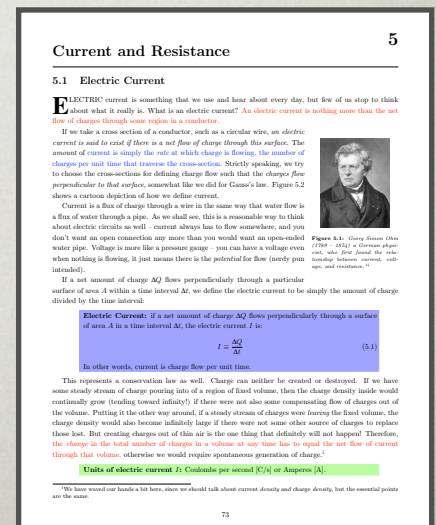 5
Current and Resistance
5.1 Electric Current
ELECTRIC current is something that we use and hear about every day, but few of us stop to think
about what it really is. What is an electric current? An electric current is nothing more than the net
flow of charges through some region in a conductor.
If we take a cross section of a conductor, such as a circular wire, an electric
current is said to exist if there is a net flow of charge through this surface. The
amount of current is simply the rate at which charge is flowing, the number of
charges per unit time that traverse the cross-section. Strictly speaking, we try
to choose the cross-sections for defining charge flow such that the charges flow
perpendicular to that surface, somewhat like we did for Gauss's law. Figure 5.2
shows a cartoon depiction of how we define current.
Current is a flux of charge through a wire in the same way that water flow is
a flux of water through a pipe. As we shall see, this is a reasonable way to think
about electric circuits as well – current always has to flow somewhere, and you
don't want an open connection any more than you would want an open-ended
water pipe. Voltage is more like a pressure gauge – you can have a voltage even
when nothing is flowing, it just means there is the potential for flow (nerdy pun
intended).
Figure 5.1: Georg Simon Ohm
(1789 – 1854) a German physi-
cist, who first found the rela-
tionship between current, volt-
age, and resistance.
If a net amount of charge ΔQ flows perpendicularly through a particular
surface of area A within a time interval Δt, we define the electric current to be simply the amount of charge
divided by the time interval:
Electric Current: if a net amount of charge ΔQ flows perpendicularly through a surface
of area A in a time interval Δt, the electric current I is:
I ≡ ΔQ/Δt (5.1)
In other words, current is charge flow per unit time.
This represents a conservation law as well. Charge can neither be created or destroyed. If we have
some steady stream of charge pouring into of a region of fixed volume, then the charge density inside would
continually grow (tending toward infinity!) if there were not also some compensating flow of charges out of
the volume. Putting it the other way around, if a steady stream of charges were leaving the fixed volume, the
charge density would also become infinitely large if there were not some other source of charges to replace
those lost. But creating charges out of thin air is the one thing that definitely will not happen! Therefore,
the change in the total number of charges in a volume at any time has to equal the net flow of current
through that volume, otherwise we would require spontaneous generation of charge.¹
Units of electric current I: Coulombs per second [C/s] or Amperes [A].
¹We have waved our hands a bit here, since we should talk about current density and charge density, but the essential points
are the same.
73